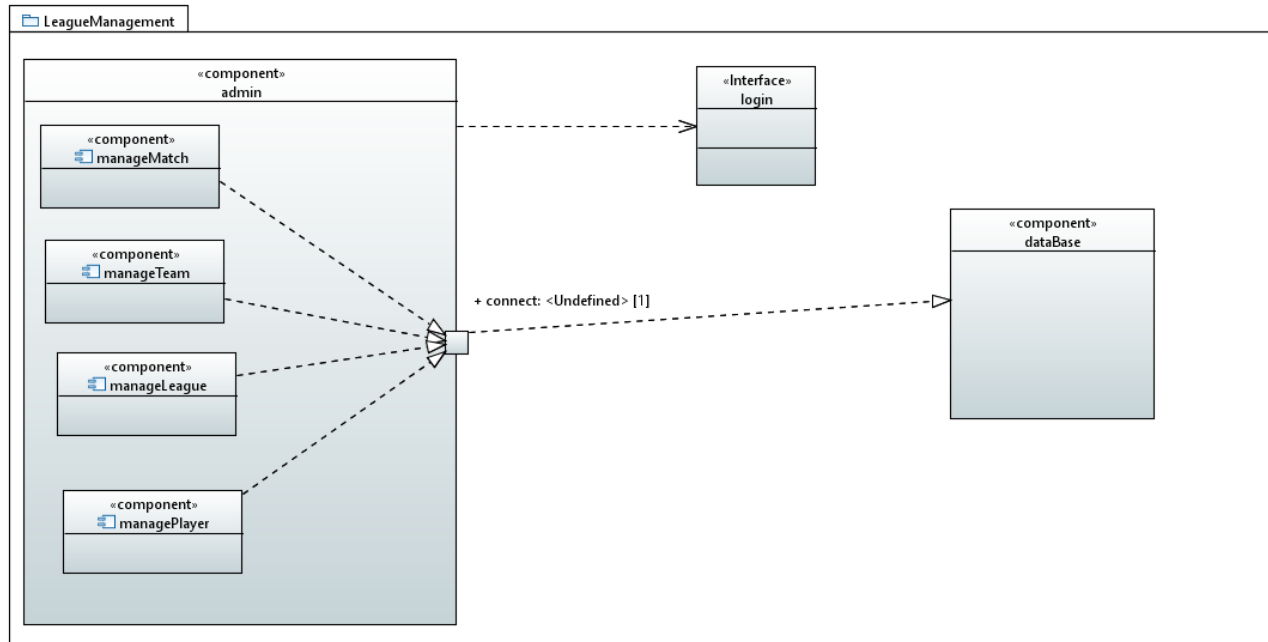 LeagueManagement
«component»
admin
«Interface»
login
«component»
manageMatch
«component»
dataBase
«component»
manageTeam
+ connect: <Undefined> [1]
«component»
manageLeague
«component»
managePlayer